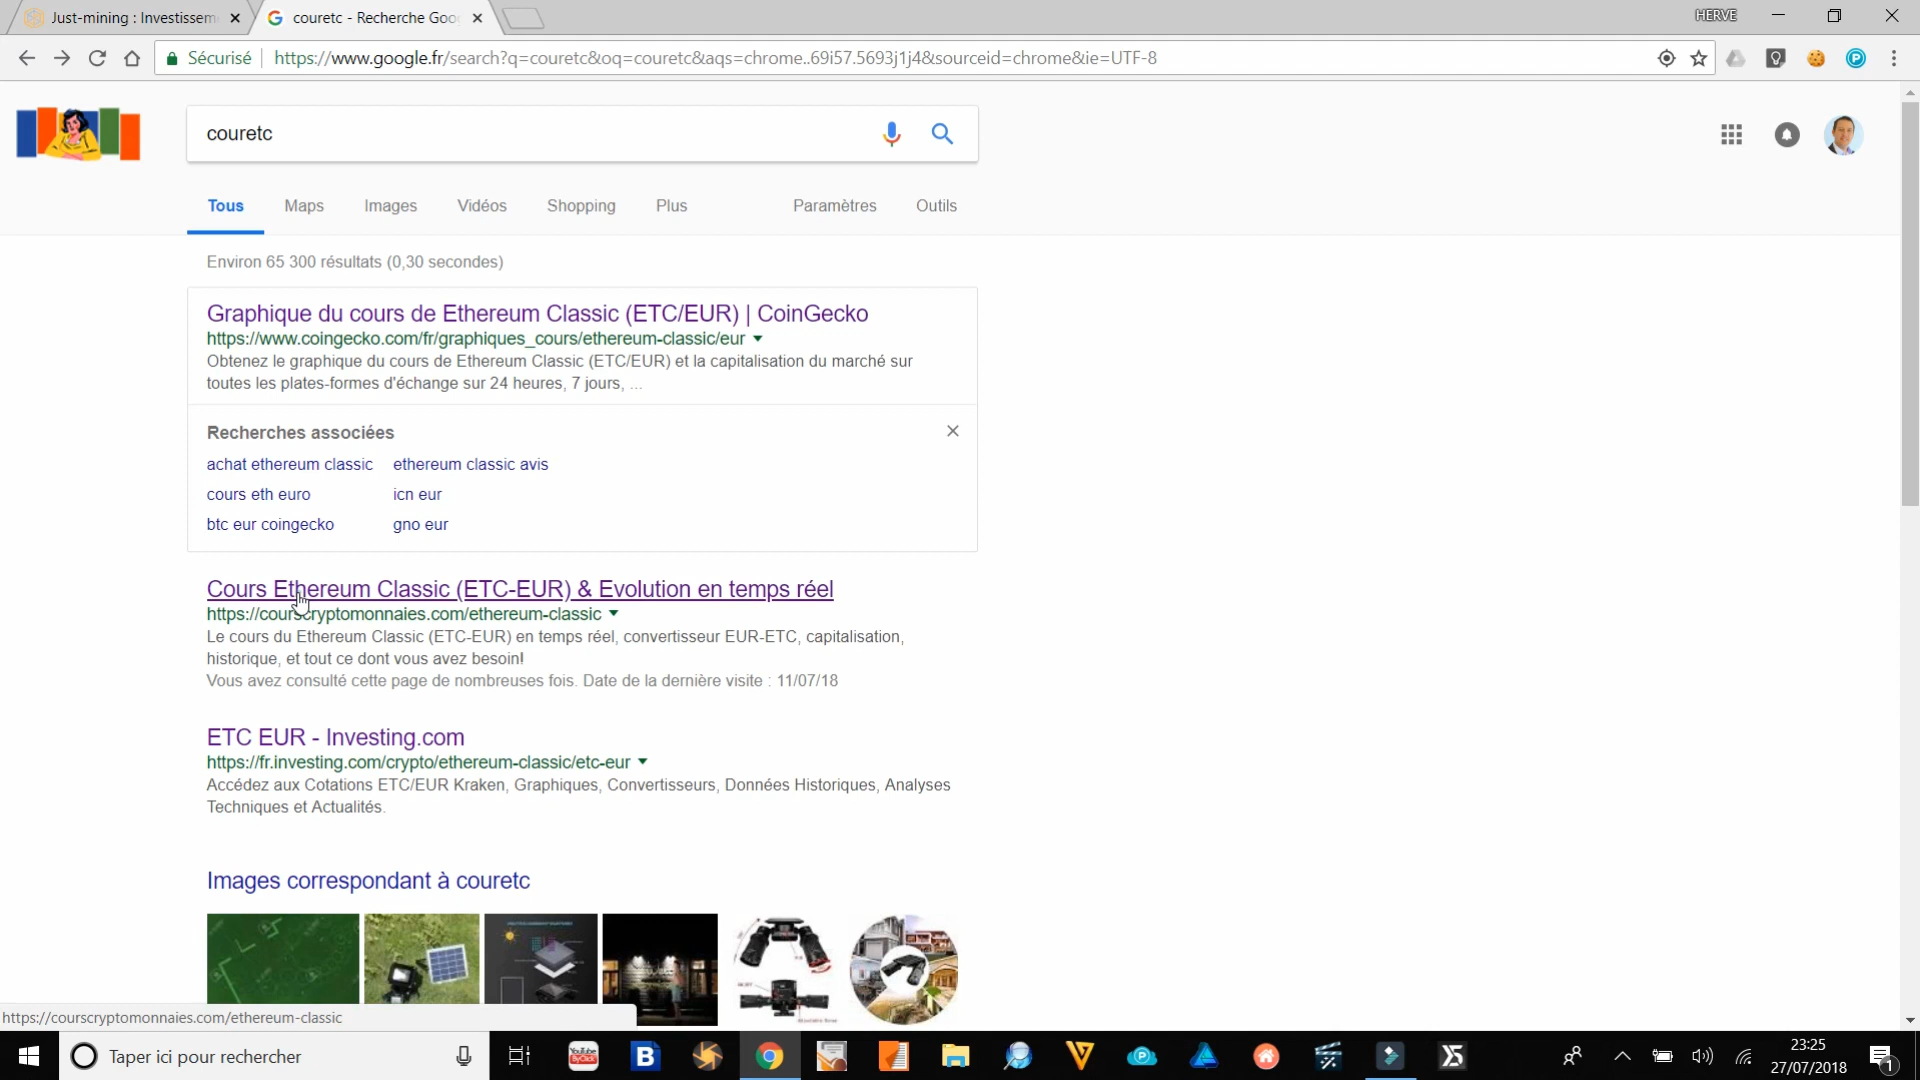 Just-mining : Investissem
couretc - Recherche Goo
HERVE
Sécurisé
https://www.google.fr/search?q=couretc&oq=couretc&aqs=chrome..69i57.5693j1j4&sourceid=chrome&ie=UTF-8
couretc
Tous Maps Images Vidéos Shopping Plus Paramètres Outils
Environ 65 300 résultats (0,30 secondes)
Graphique du cours de Ethereum Classic (ETC/EUR) | CoinGecko
https://www.coingecko.com/fr/graphiques_cours/ethereum-classic/eur
Obtenez le graphique du cours de Ethereum Classic (ETC/EUR) et la capitalisation du marché sur
toutes les plates-formes d'échange sur 24 heures, 7 jours, ...
Recherches associées
achat ethereum classic ethereum classic avis
cours eth euro icn eur
btc eur coingecko gno eur
Cours Ethereum Classic (ETC-EUR) & Evolution en temps réel
https://courscryptomonnaies.com/ethereum-classic
Le cours du Ethereum Classic (ETC-EUR) en temps réel, convertisseur EUR-ETC, capitalisation,
historique, et tout ce dont vous avez besoin!
Vous avez consulté cette page de nombreuses fois. Date de la dernière visite : 11/07/18
ETC EUR - Investing.com
https://fr.investing.com/crypto/ethereum-classic/etc-eur
Accédez aux Cotations ETC/EUR Kraken, Graphiques, Convertisseurs, Données Historiques, Analyses
Techniques et Actualités.
Images correspondant à couretc
https://courscryptomonnaies.com/ethereum-classic
Taper ici pour rechercher
23:25
27/07/2018
1